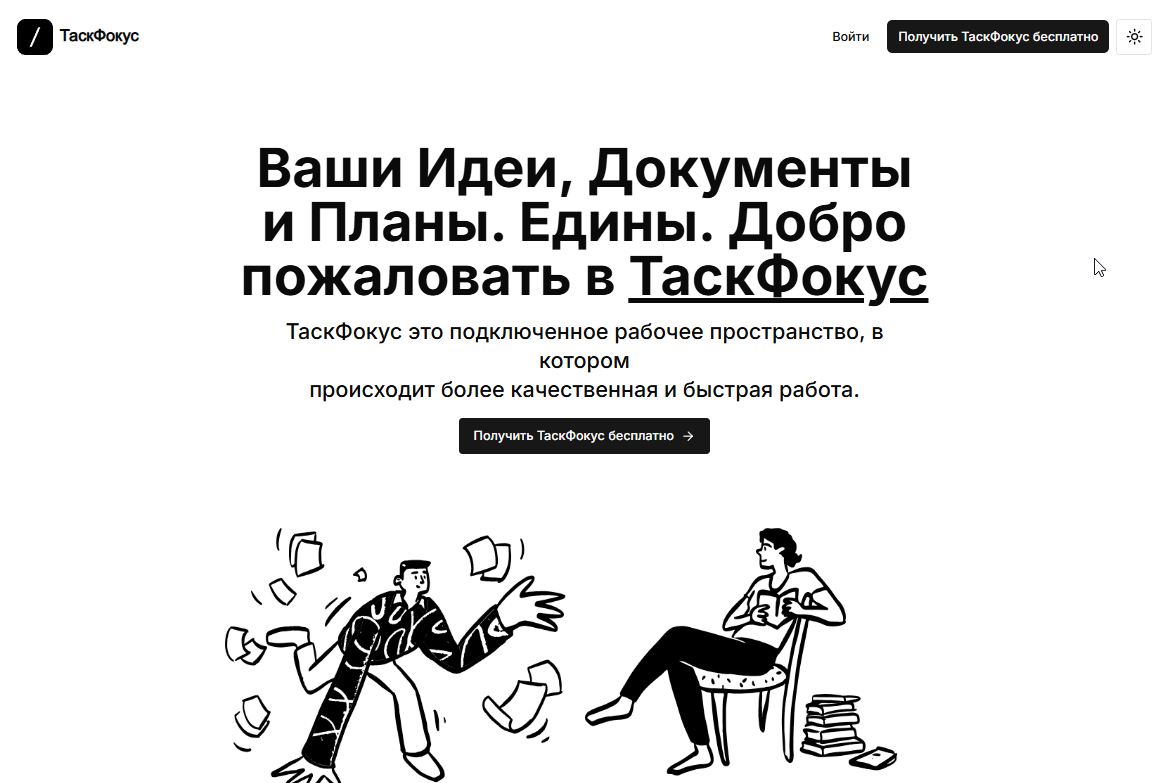 ТаскФокус
Войти
Получить ТаскФокус бесплатно
Ваши Идеи, Документы
и Планы. Едины. Добро
пожаловать в ТаскФокус
ТаскФокус это подключенное рабочее пространство, в
котором
происходит более качественная и быстрая работа.
Получить ТаскФокус бесплатно →